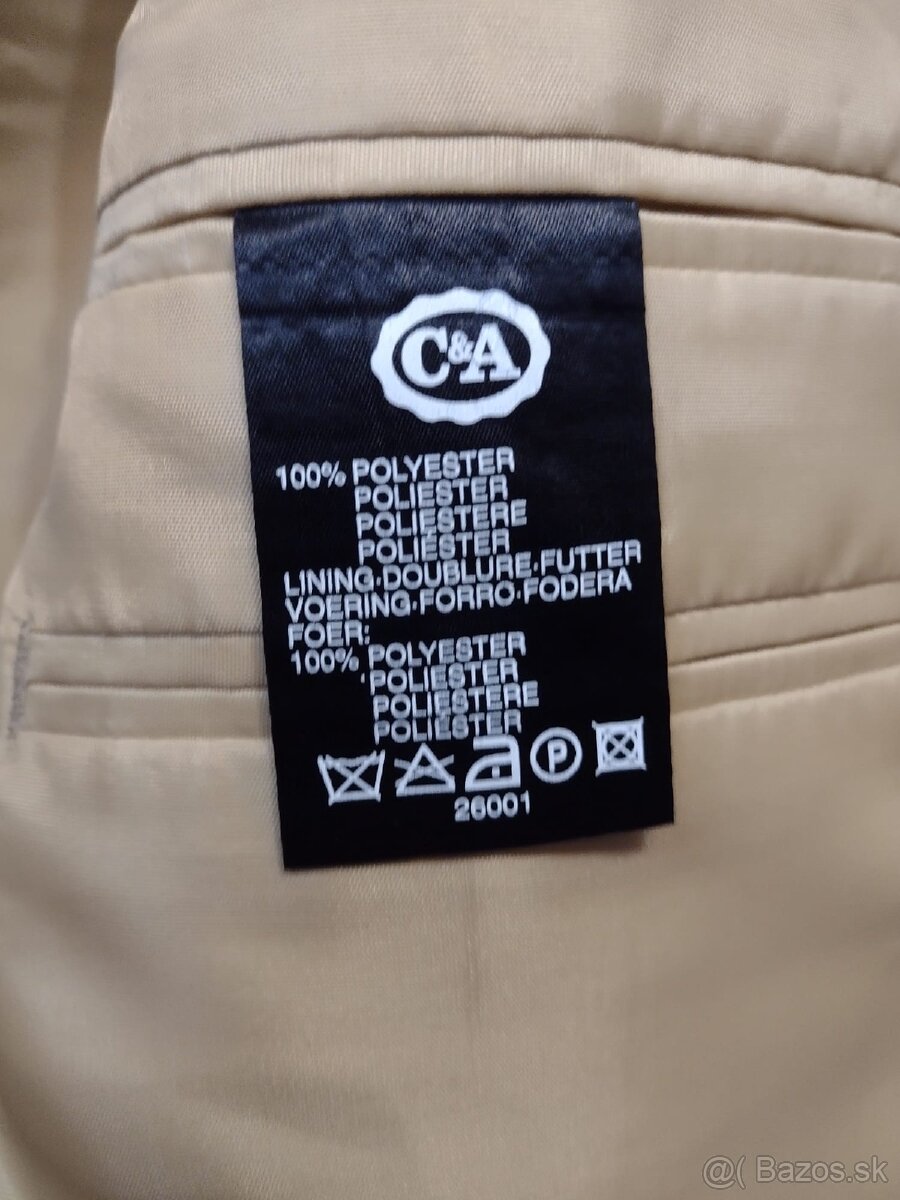 C&A
100% POLYESTER
POLIESTER
POLIESTERE
POLIÉSTER
LINING·DOUBLURE·FUTTER
VOERING·FORRO·FODERA
FOER:
100% POLYESTER
POLIESTER
POLIESTERE
POLIÉSTER
P
26001
@( Bazos.sk